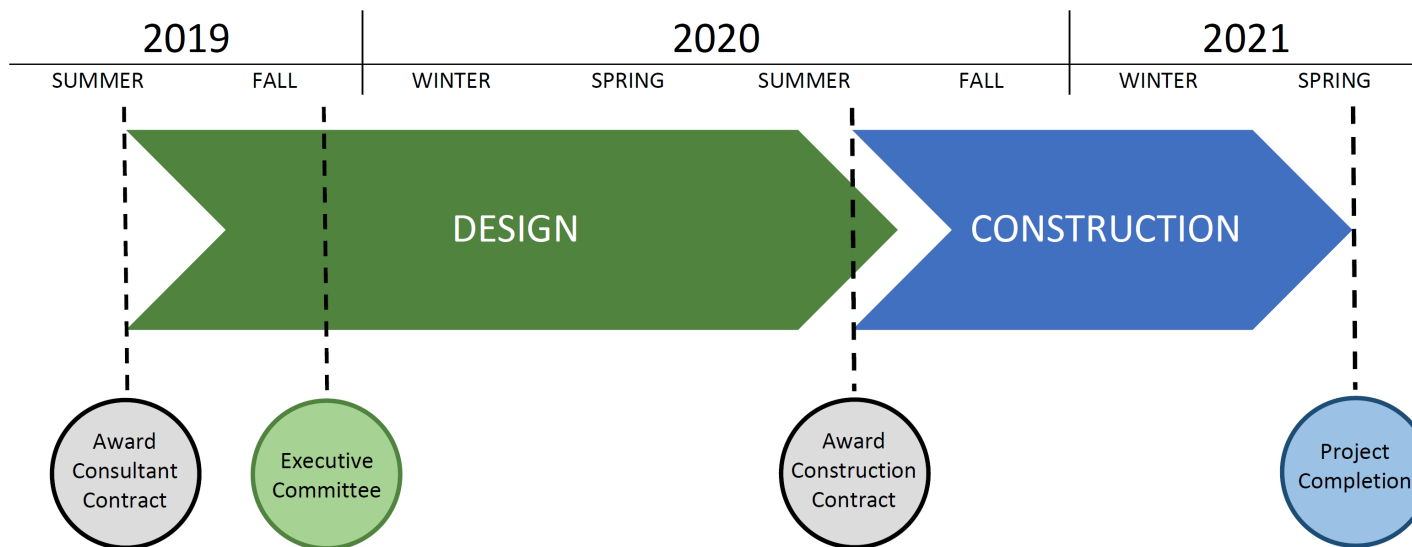 2019 2020 2021
SUMMER FALL WINTER SPRING SUMMER FALL WINTER SPRING
DESIGN CONSTRUCTION
Award
Consultant
Contract
Executive
Committee
Award
Construction
Contract
Project
Completion